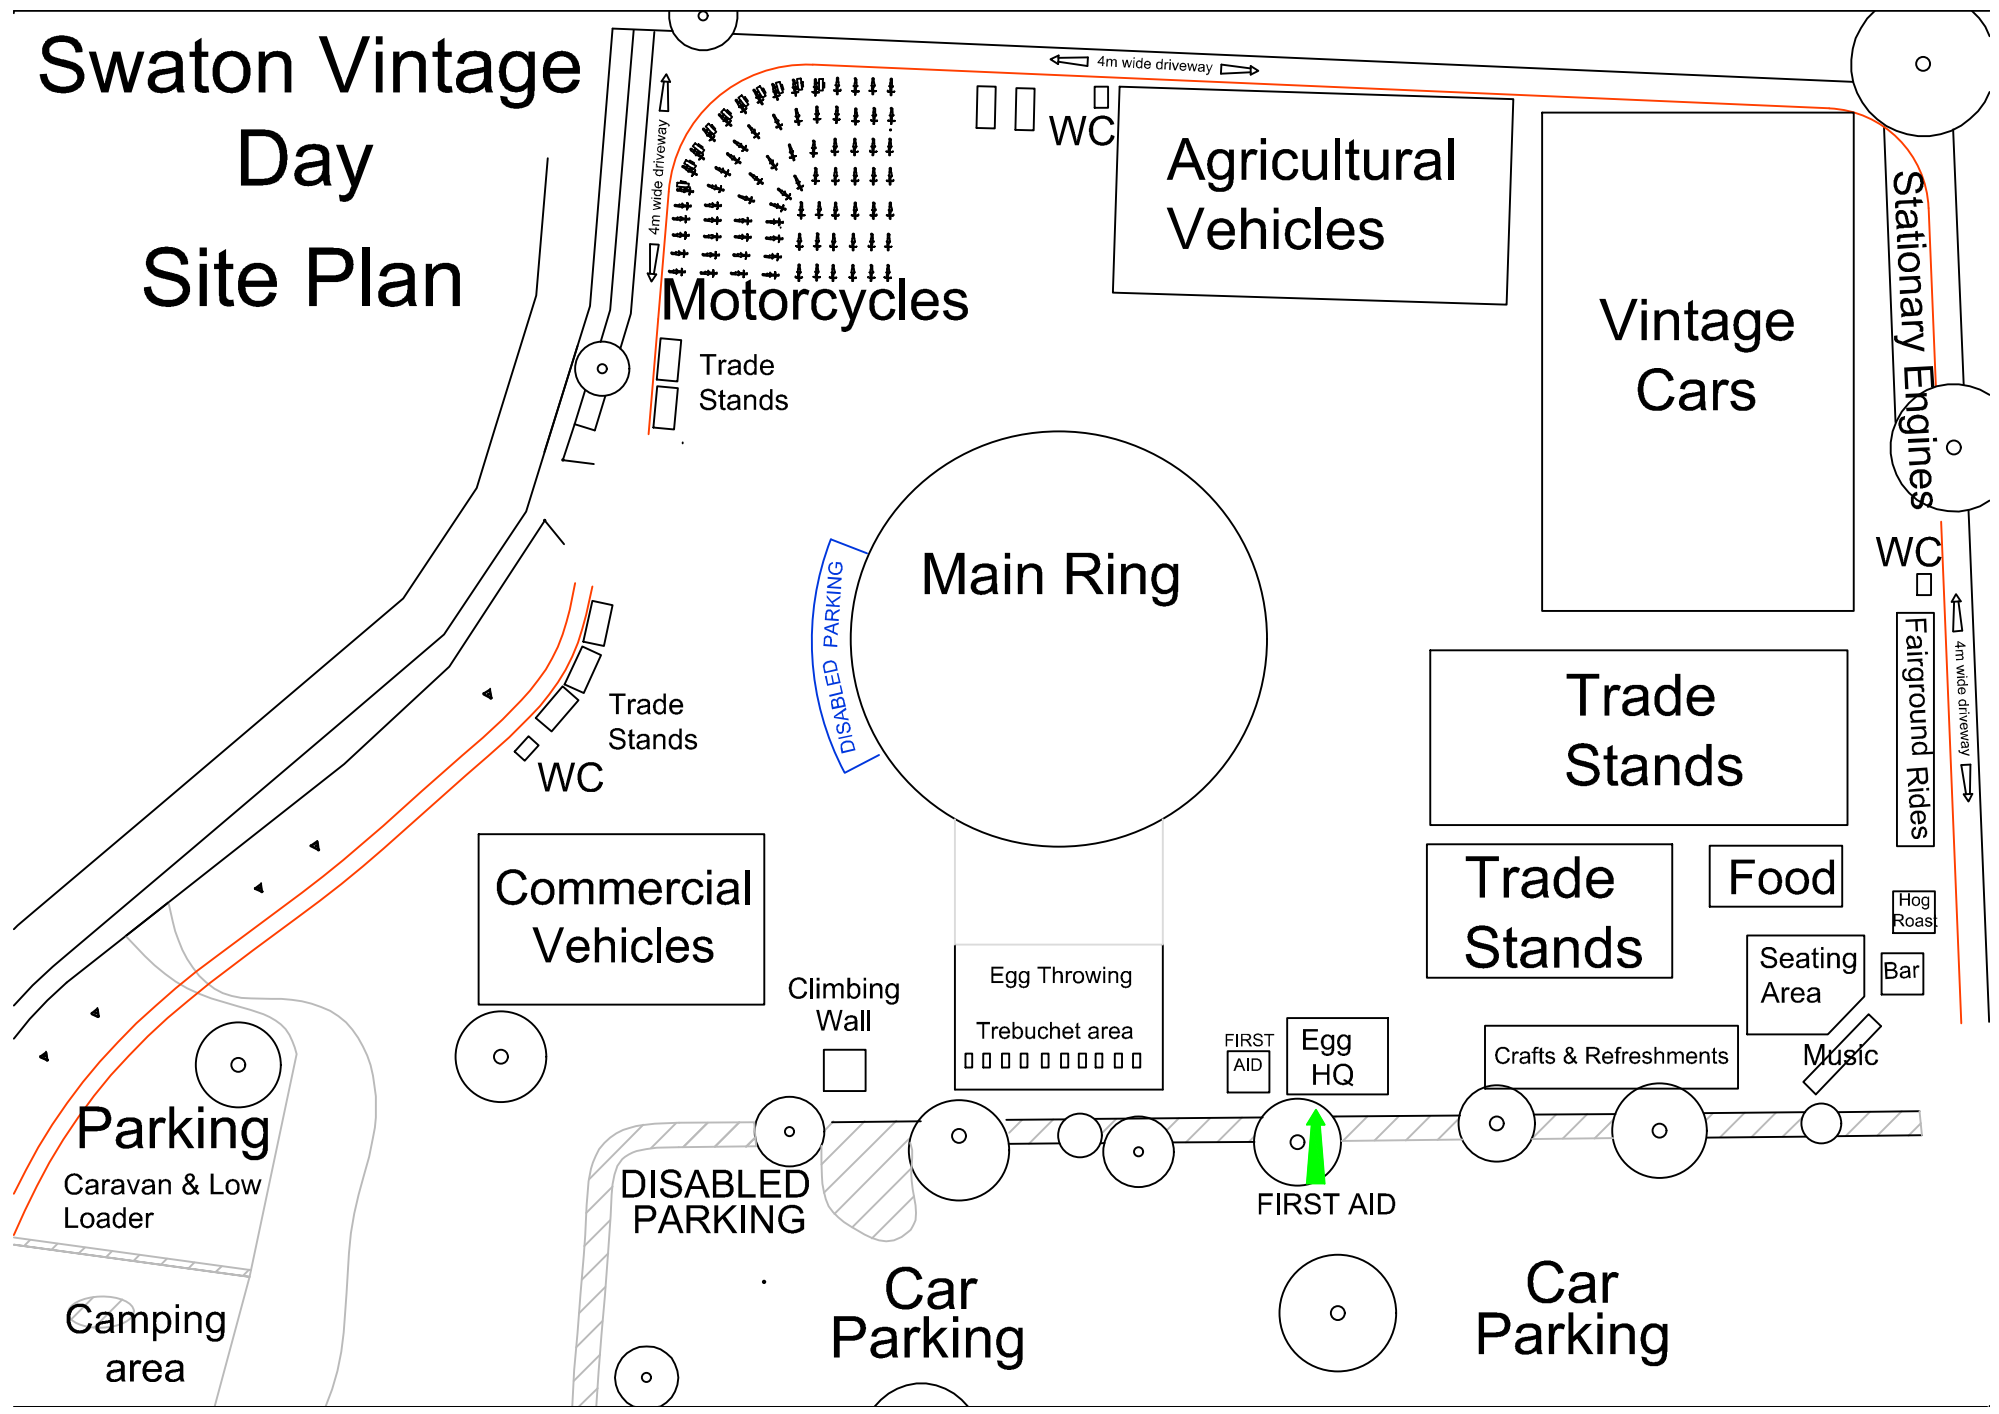 Swaton Vintage
Day
Site Plan
4m wide driveway
4m wide driveway
WC
Agricultural
Vehicles
Motorcycles
Trade
Stands
Vintage
Cars
Stationary Engines
Main Ring
DISABLED PARKING
WC
Fairground Rides
4m wide driveway
Trade
Stands
WC
Trade
Stands
Commercial
Vehicles
Trade
Stands
Food
Hog
Roast
Seating
Area
Bar
Climbing
Wall
Egg Throwing
Trebuchet area
FIRST
AID
Egg
HQ
Crafts & Refreshments
Music
Parking
Caravan & Low
Loader
DISABLED
PARKING
FIRST AID
Camping
area
Car
Parking
Car
Parking